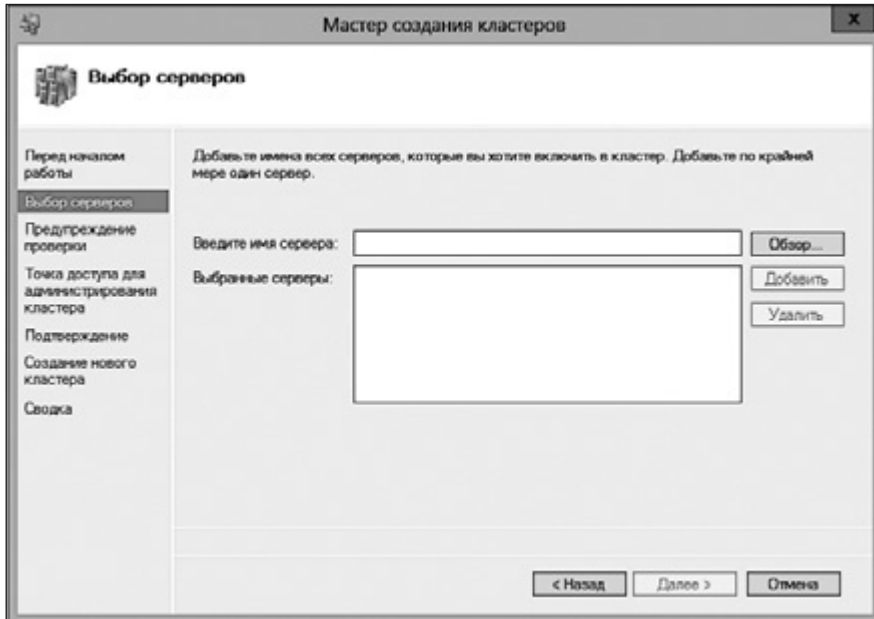 Мастер создания кластеров
x
Выбор серверов
Перед началом
работы
Выбор серверов
Предупреждение
проверки
Точка доступа для
администрирования
кластера
Подтверждение
Создание нового
кластера
Сводка
Добавьте имена всех серверов, которые вы хотите включить в кластер. Добавьте по крайней
мере один сервер.
Введите имя сервера:
Обзор...
Выбранные серверы:
Добавить
Удалить
< Назад
Далее >
Отмена